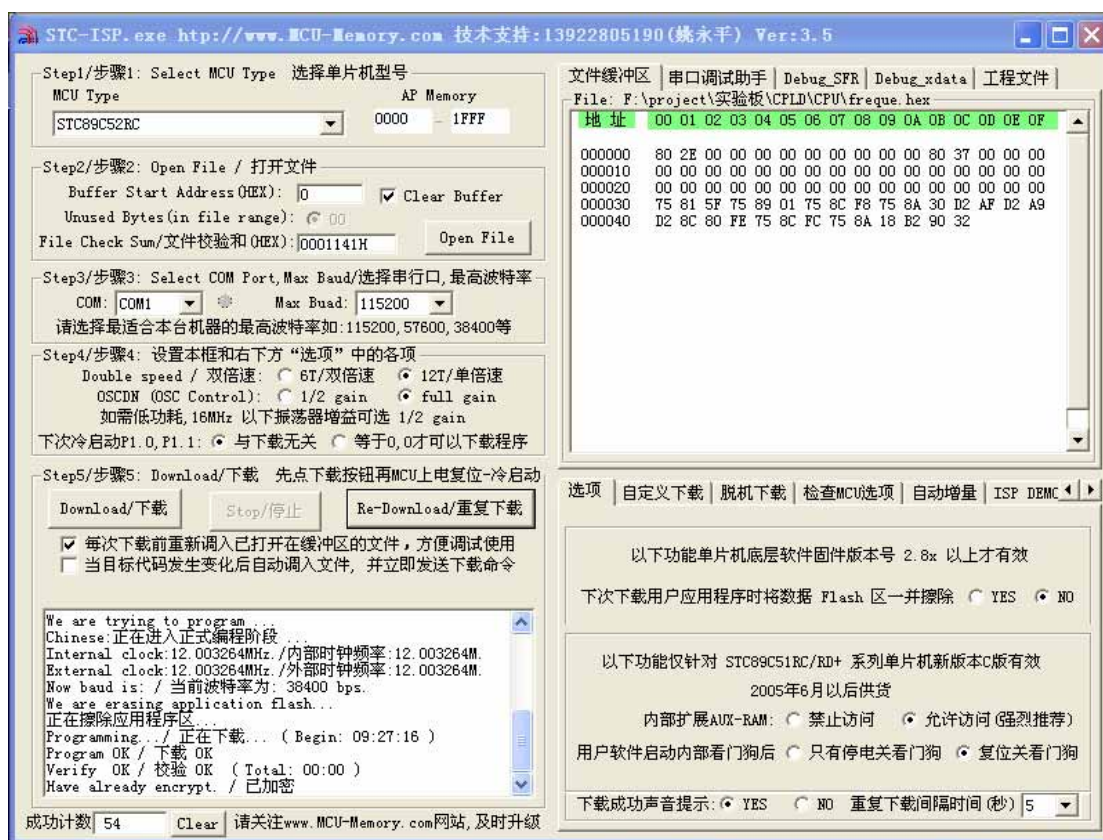 STC-ISP.exe htp://www.MCU-Memory.com 技术支持:13922805190(姚永平) Ver:3.5
Step1/步骤1: Select MCU Type 选择单片机型号
MCU Type AP Memory
STC89C52RC 0000 - 1FFF
Step2/步骤2: Open File / 打开文件
Buffer Start Address(HEX): 0 Clear Buffer
Unused Bytes(in file range): 00
File Check Sum/文件校验和(HEX): 0001141H Open File
Step3/步骤3: Select COM Port,Max Baud/选择串行口,最高波特率
COM: COM1 Max Buad: 115200
请选择最适合本台机器的最高波特率如:115200,57600,38400等
Step4/步骤4: 设置本框和右下方“选项”中的各项
Double speed / 双倍速: 6T/双倍速 12T/单倍速
OSCDN (OSC Control): 1/2 gain full gain
如需低功耗,16MHz 以下振荡器增益可选 1/2 gain
下次冷启动P1.0,P1.1: 与下载无关 等于0,0才可以下载程序
Step5/步骤5: Download/下载 先点下载按钮再MCU上电复位-冷启动
Download/下载 Stop/停止 Re-Download/重复下载
每次下载前重新调入已打开在缓冲区的文件，方便调试使用
当目标代码发生变化后自动调入文件, 并立即发送下载命令
We are trying to program ...
Chinese:正在进入正式编程阶段 ...
Internal clock:12.003264MHz./内部时钟频率:12.003264M.
External clock:12.003264MHz./外部时钟频率:12.003264M.
Now baud is: / 当前波特率为: 38400 bps.
We are erasing application flash...
正在擦除应用程序区...
Programming.../ 正在下载... ( Begin: 09:27:16 )
Program OK / 下载 OK
Verify OK / 校验 OK ( Total: 00:00 )
Have already encrypt. / 已加密
成功计数 54 Clear 请关注www.MCU-Memory.com网站,及时升级
文件缓冲区 串口调试助手 Debug_SFR Debug_xdata 工程文件
File: F:\project\实验板\CPLD\CPU\freque.hex
地址 00 01 02 03 04 05 06 07 08 09 0A 0B 0C 0D 0E 0F
000000 80 2E 00 00 00 00 00 00 00 00 00 80 37 00 00 00
000010 00 00 00 00 00 00 00 00 00 00 00 00 00 00 00 00
000020 00 00 00 00 00 00 00 00 00 00 00 00 00 00 00 00
000030 75 81 5F 75 89 01 75 8C F8 75 8A 30 D2 AF D2 A9
000040 D2 8C 80 FE 75 8C FC 75 8A 18 B2 90 32
选项 自定义下载 脱机下载 检查MCU选项 自动增量 ISP DEMC
以下功能单片机底层软件固件版本号 2.8x 以上才有效
下次下载用户应用程序时将数据 Flash 区一并擦除 YES NO
以下功能仅针对 STC89C51RC/RD+ 系列单片机新版本C版有效
2005年6月以后供货
内部扩展AUX-RAM: 禁止访问 允许访问(强烈推荐)
用户软件启动内部看门狗后 只有停电关看门狗 复位关看门狗
下载成功声音提示: YES NO 重复下载间隔时间(秒) 5